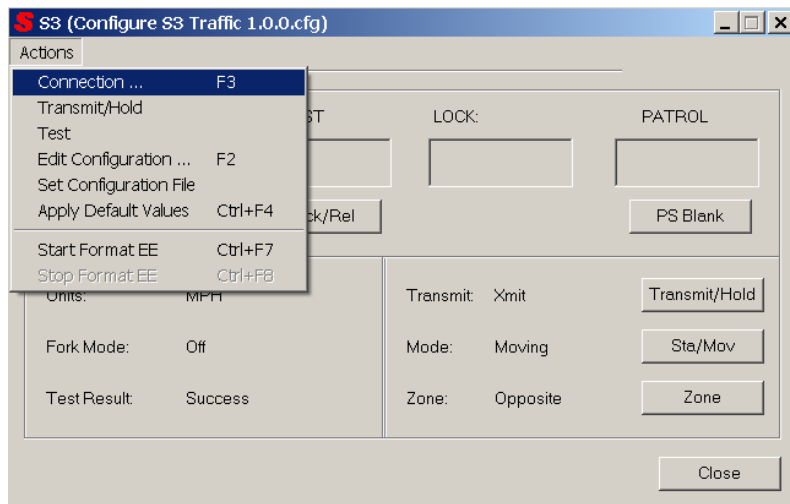 S3 (Configure S3 Traffic 1.0.0.cfg)
Actions
Connection ... F3
Transmit/Hold
Test
Edit Configuration ... F2
Set Configuration File
Apply Default Values Ctrl+F4
Start Format EE Ctrl+F7
Stop Format EE Ctrl+F8
LOCK: PATROL
PS Blank
Units: MPH Transmit: Xmit Transmit/Hold
Fork Mode: Off Mode: Moving Sta/Mov
Test Result: Success Zone: Opposite Zone
Close